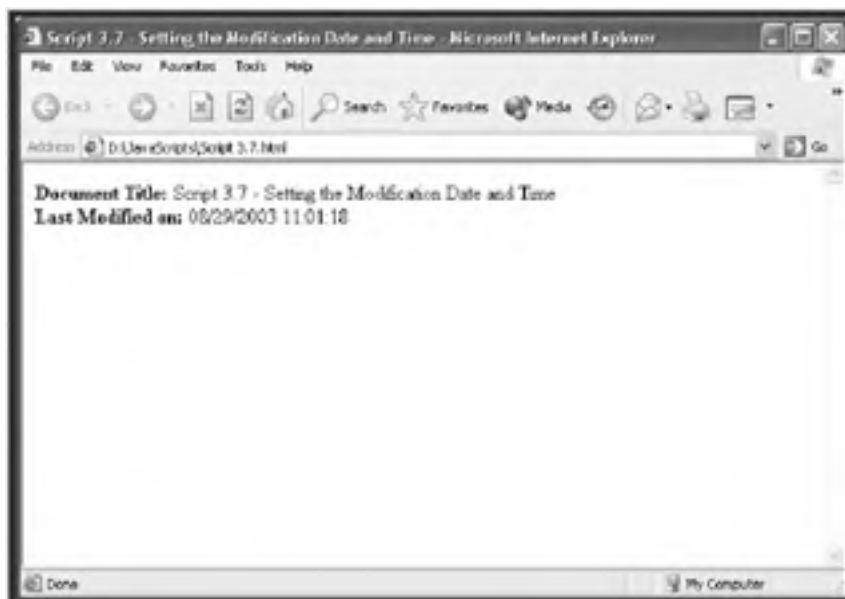 Script 3.7 - Setting the Modification Date and Time - Microsoft Internet Explorer
File Edit View Favorites Tools Help
Back Search Favorites Media
Address D:\JavaScripts\Script 3.7.html Go
Document Title: Script 3.7 - Setting the Modification Date and Time
Last Modified on: 08/29/2003 11:01:18
Done My Computer